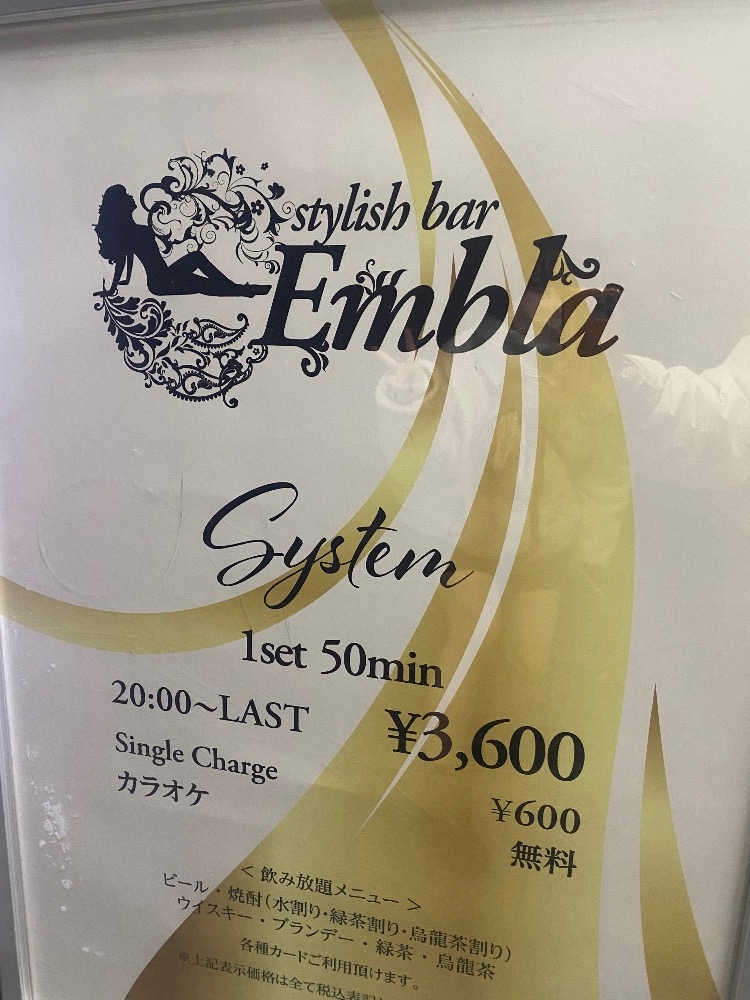 stylish bar
Embla
System
1set 50min
20:00～LAST ¥3,600
Single Charge ¥600
カラオケ 無料
＜飲み放題メニュー＞
ビール・焼酎(水割り・緑茶割り・烏龍茶割り)
ウイスキー・ブランデー・緑茶・烏龍茶
各種カードご利用頂けます。
※上記表示価格は全て税込表記